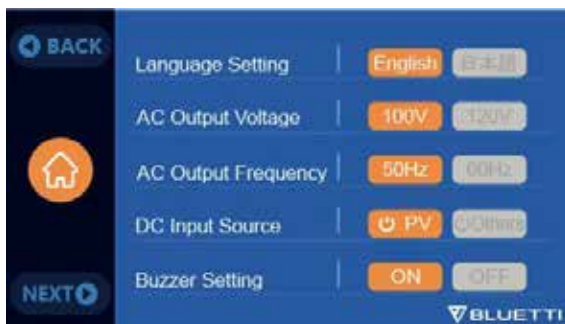 BACK
Language Setting English 日本語
AC Output Voltage 100V 120V
AC Output Frequency 50Hz 60Hz
DC Input Source PV Others
Buzzer Setting ON OFF
NEXT
BLUETTI